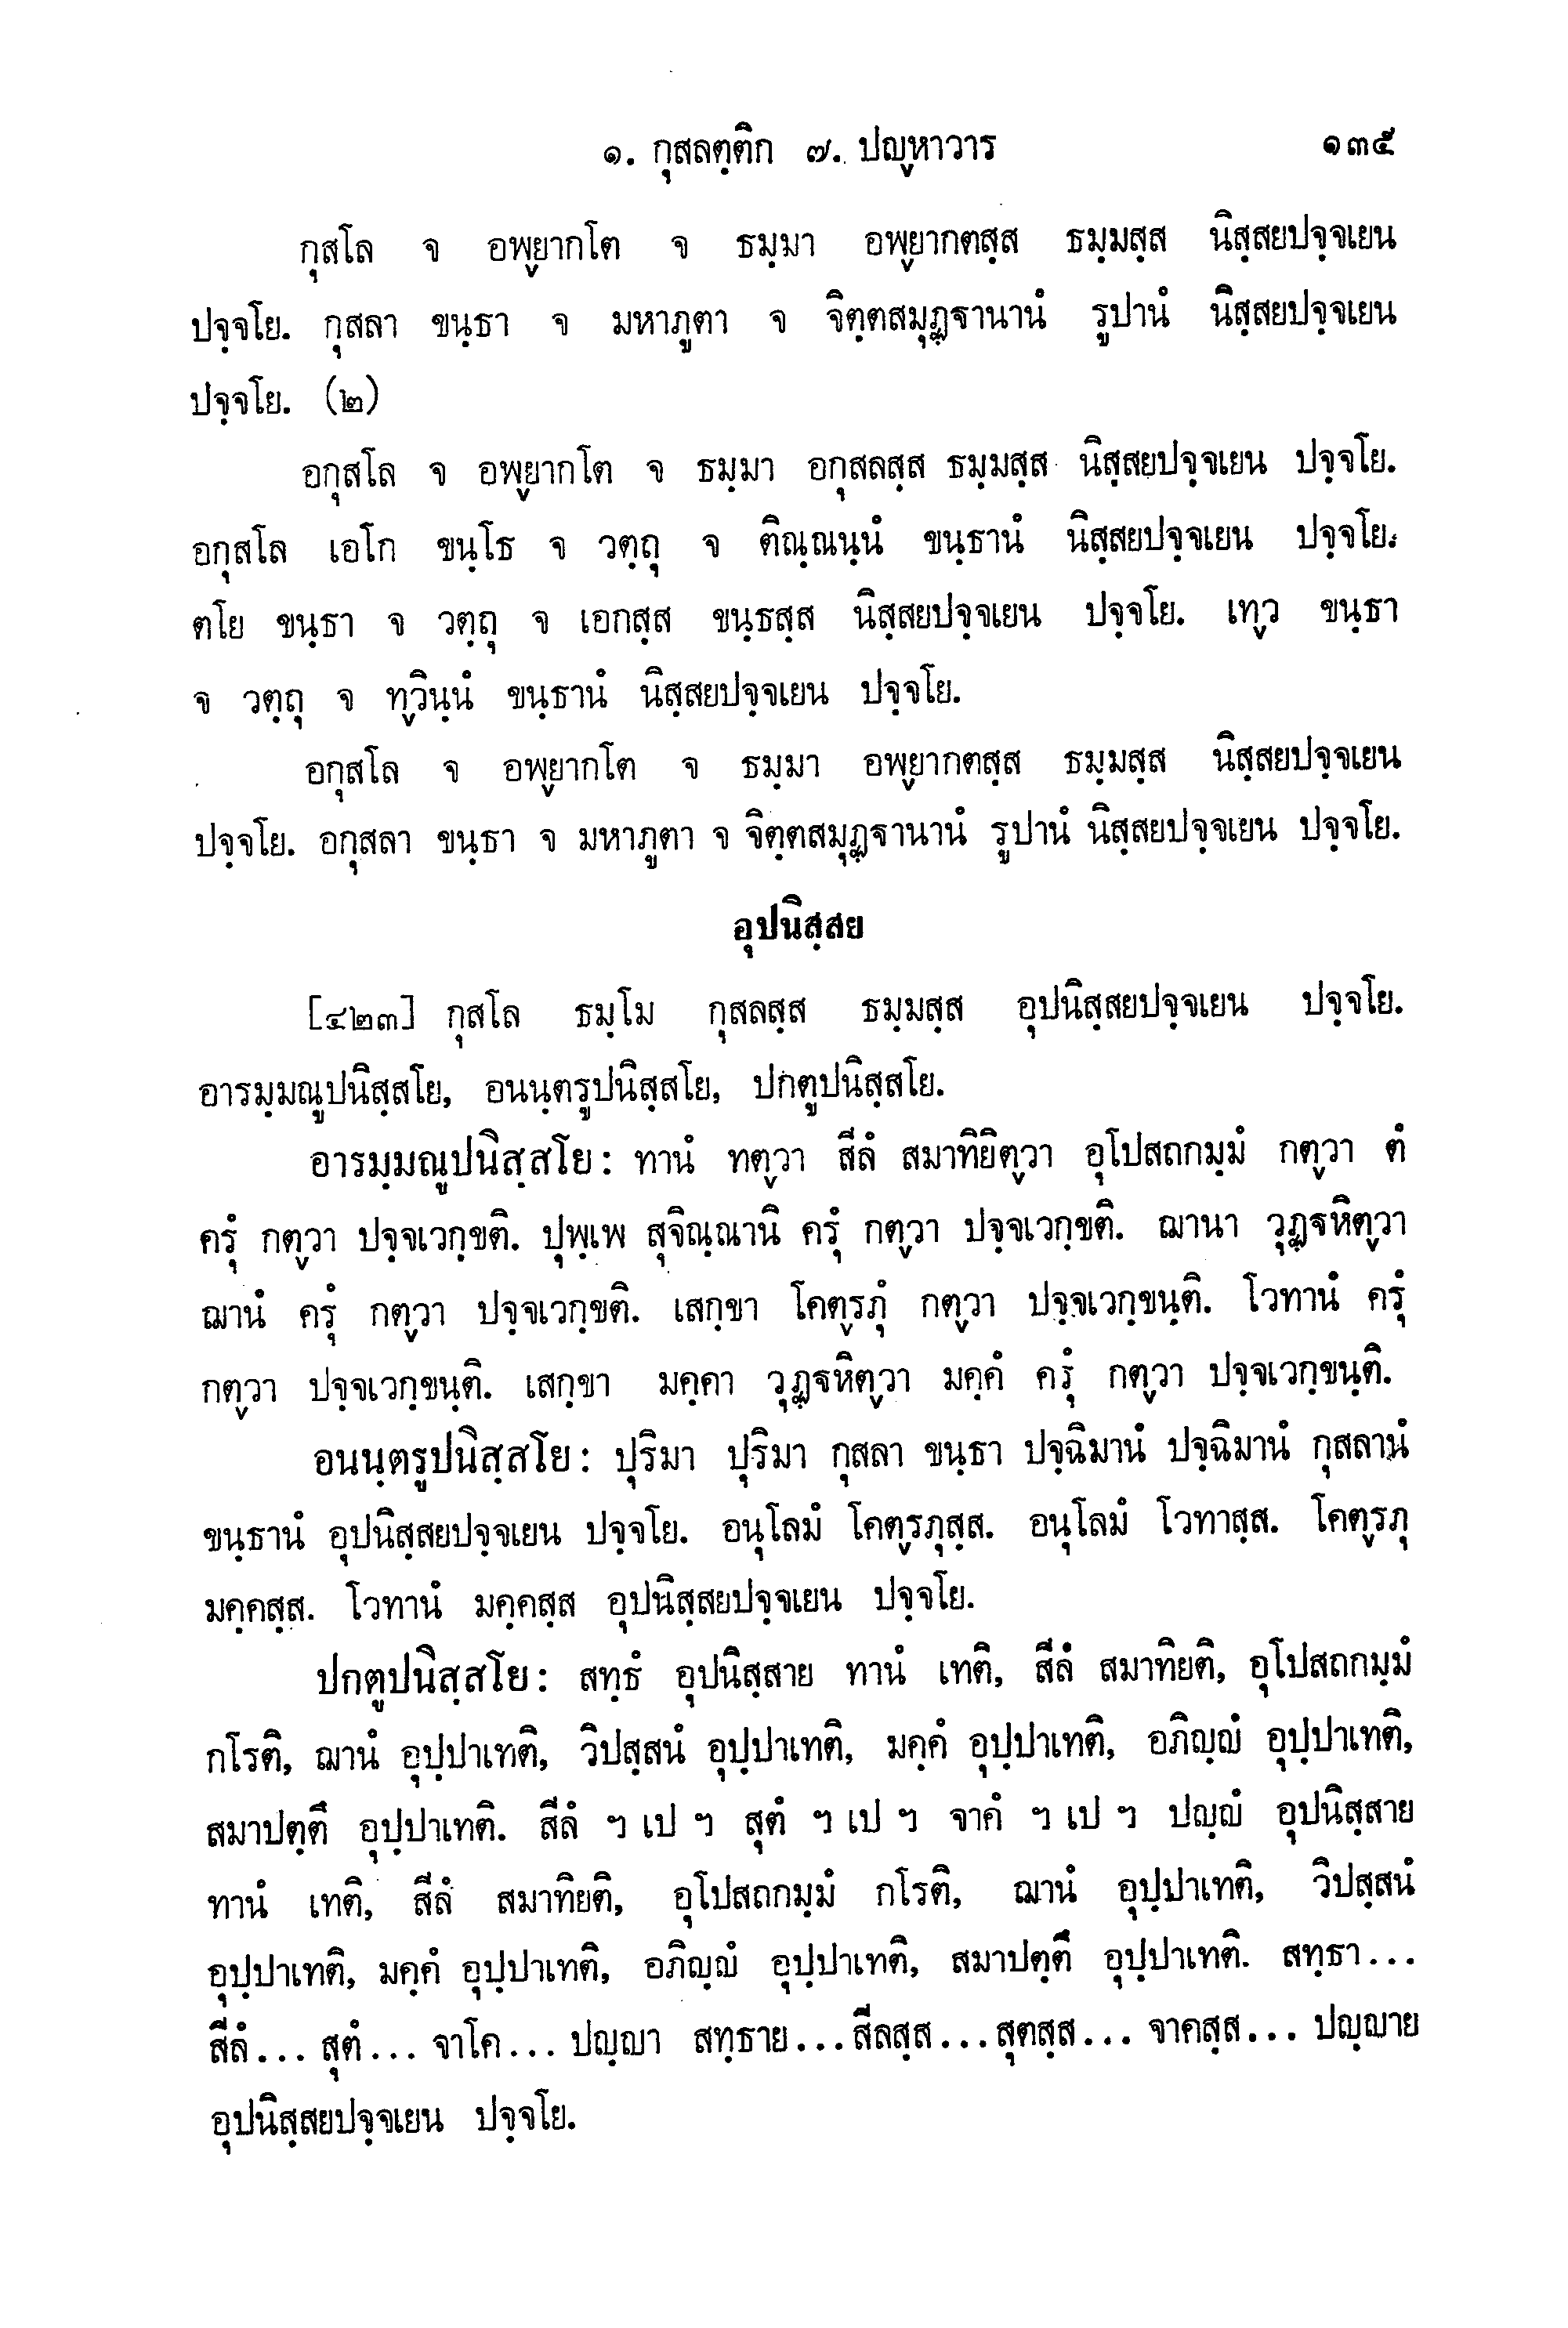 ๑. กุสลตฺติก ๗. ปญฺหาวาร ๑๓๕
กุสโล จ อพฺยากโต จ ธมฺมา อพฺยากตสฺส ธมฺมสฺส นิสฺสยปจฺจเยน
ปจฺจโย. กุสลา ขนฺธา จ มหาภูตา จ จิตฺตสมุฏฺฐานานํ รูปานํ นิสฺสยปจฺจเยน
ปจฺจโย. (๒)
อกุสโล จ อพฺยากโต จ ธมฺมา อกุสลสฺส ธมฺมสฺส นิสฺสยปจฺจเยน ปจฺจโย.
อกุสโล เอโก ขนฺโธ จ วตฺถุ จ ติณฺณนฺนํ ขนฺธานํ นิสฺสยปจฺจเยน ปจฺจโย.
ตโย ขนฺธา จ วตฺถุ จ เอกสฺส ขนฺธสฺส นิสฺสยปจฺจเยน ปจฺจโย. เทฺว ขนฺธา
จ วตฺถุ จ ทฺวินฺนํ ขนฺธานํ นิสฺสยปจฺจเยน ปจฺจโย.
อกุสโล จ อพฺยากโต จ ธมฺมา อพฺยากตสฺส ธมฺมสฺส นิสฺสยปจฺจเยน
ปจฺจโย. อกุสลา ขนฺธา จ มหาภูตา จ จิตฺตสมุฏฺฐานานํ รูปานํ นิสฺสยปจฺจเยน ปจฺจโย.
อุปนิสฺสย
[๔๒๓] กุสโล ธมฺโม กุสลสฺส ธมฺมสฺส อุปนิสฺสยปจฺจเยน ปจฺจโย.
อารมฺมณูปนิสฺสโย, อนนฺตรูปนิสฺสโย, ปกตูปนิสฺสโย.
อารมฺมณูปนิสฺสโย: ทานํ ทตฺวา สีลํ สมาทิยิตฺวา อุโปสถกมฺมํ กตฺวา ตํ
ครุํ กตฺวา ปจฺจเวกฺขติ. ปุพฺเพ สุจิณฺณานิ ครุํ กตฺวา ปจฺจเวกฺขติ. ฌานา วุฏฺฐหิตฺวา
ฌานํ ครุํ กตฺวา ปจฺจเวกฺขติ. เสกฺขา โคตฺรภุํ กตฺวา ปจฺจเวกฺขนฺติ. โวทานํ ครุํ
กตฺวา ปจฺจเวกฺขนฺติ. เสกฺขา มคฺคา วุฏฺฐหิตฺวา มคฺคํ ครุํ กตฺวา ปจฺจเวกฺขนฺติ.
อนนฺตรูปนิสฺสโย: ปุริมา ปุริมา กุสลา ขนฺธา ปจฺฉิมานํ ปจฺฉิมานํ กุสลานํ
ขนฺธานํ อุปนิสฺสยปจฺจเยน ปจฺจโย. อนุโลมํ โคตฺรภุสฺส. อนุโลมํ โวทาสฺส. โคตฺรภุ
มคฺคสฺส. โวทานํ มคฺคสฺส อุปนิสฺสยปจฺจเยน ปจฺจโย.
ปกตูปนิสฺสโย: สทฺธํ อุปนิสฺสาย ทานํ เทติ, สีลํ สมาทิยติ, อุโปสถกมฺมํ
กโรติ, ฌานํ อุปฺปาเทติ, วิปสฺสนํ อุปฺปาเทติ, มคฺคํ อุปฺปาเทติ, อภิญฺญํ อุปฺปาเทติ,
สมาปตฺตึ อุปฺปาเทติ. สีลํ ฯ เป ฯ สุตํ ฯ เป ฯ จาคํ ฯ เป ฯ ปญฺญํ อุปนิสฺสาย
ทานํ เทติ, สีลํ สมาทิยติ, อุโปสถกมฺมํ กโรติ, ฌานํ อุปฺปาเทติ, วิปสฺสนํ
อุปฺปาเทติ, มคฺคํ อุปฺปาเทติ, อภิญฺญํ อุปฺปาเทติ, สมาปตฺตึ อุปฺปาเทติ. สทฺธา...
สีลํ... สุตํ... จาโค... ปญฺญา สทฺธาย...สีลสฺส...สุตสฺส... จาคสฺส... ปญฺญาย
อุปนิสฺสยปจฺจเยน ปจฺจโย.